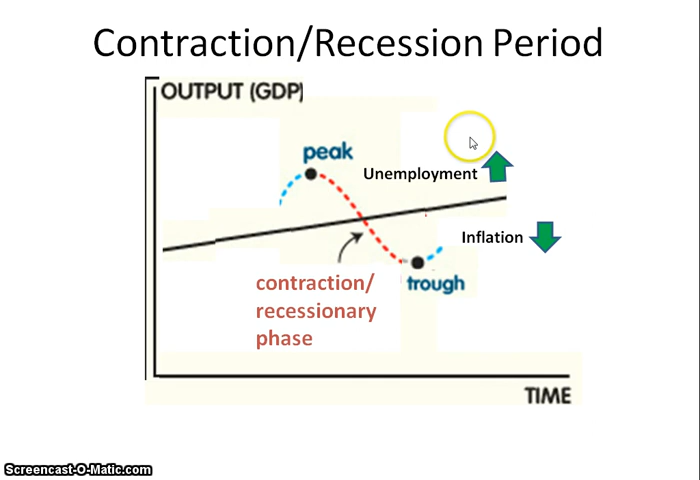 Contraction/Recession Period
OUTPUT (GDP)
peak
Unemployment
Inflation
contraction/
recessionary
phase
trough
TIME
Screencast-O-Matic.com